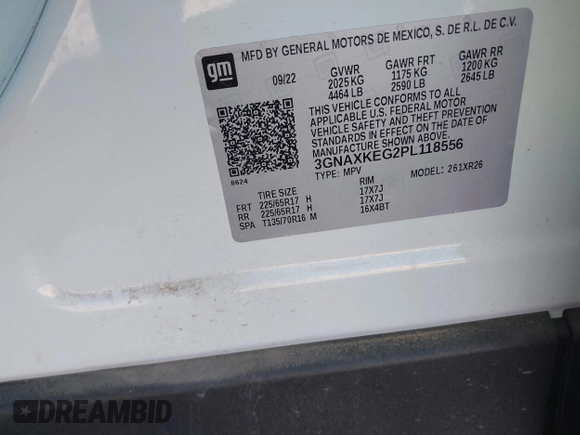 gm
MFD BY GENERAL MOTORS DE MEXICO, S. DE R.L. DE C.V.
09/22
GVWR GAWR FRT GAWR RR
2025 KG 1175 KG 1200 KG
4464 LB 2590 LB 2645 LB
THIS VEHICLE CONFORMS TO ALL
APPLICABLE U.S. FEDERAL MOTOR
VEHICLE SAFETY AND THEFT PREVENTION
STANDARDS IN EFFECT ON THE DATE OF
MANUFACTURE SHOWN ABOVE.
3GNAXKEG2PL118556
8624
TYPE: MPV MODEL: 261XR26
TIRE SIZE RIM
FRT 225/65R17 H 17X7J
RR 225/65R17 H 17X7J
SPA T135/70R16 M 16X4BT
DREAMBID